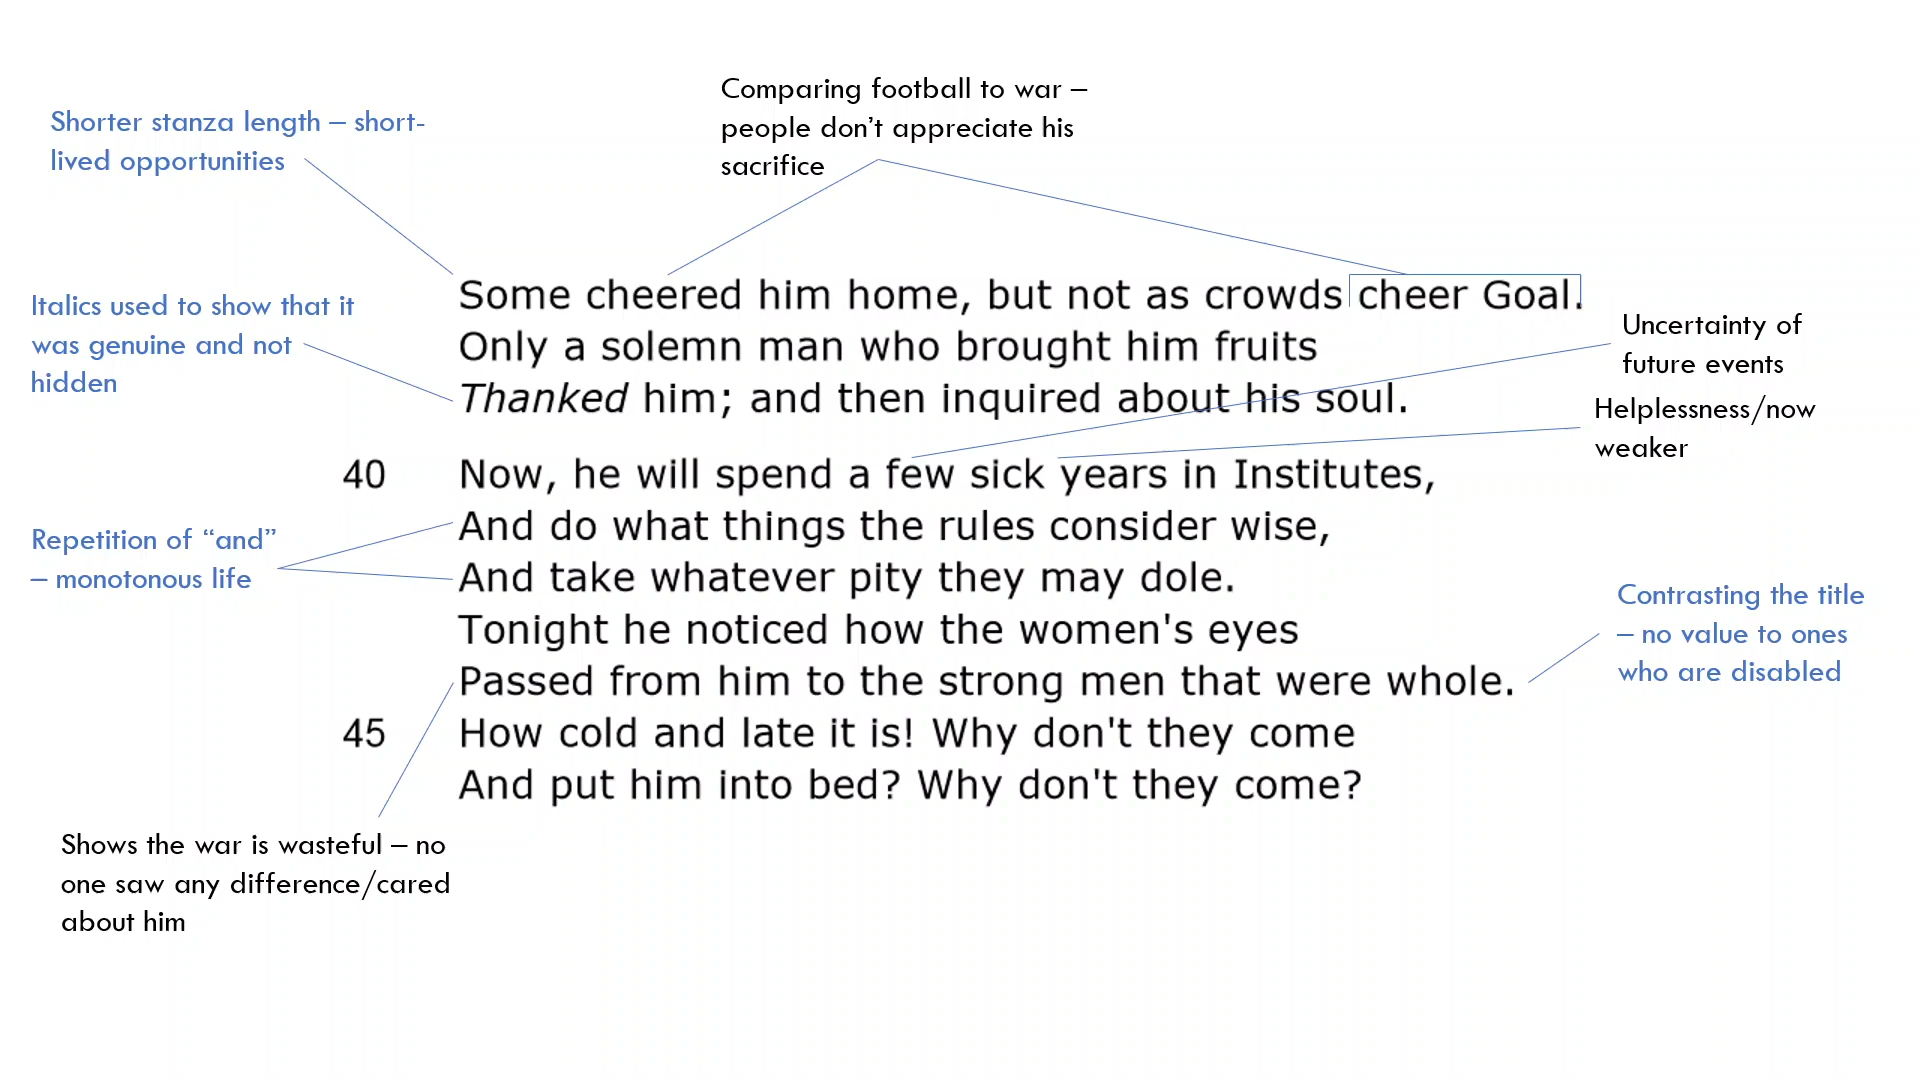 Comparing football to war –
people don’t appreciate his
sacrifice
Shorter stanza length – short-
lived opportunities
Some cheered him home, but not as crowds cheer Goal.
Only a solemn man who brought him fruits
Thanked him; and then inquired about his soul.
Italics used to show that it
was genuine and not
hidden
Uncertainty of
future events
Helplessness/now
weaker
40 Now, he will spend a few sick years in Institutes,
And do what things the rules consider wise,
And take whatever pity they may dole.
Tonight he noticed how the women's eyes
Passed from him to the strong men that were whole.
45 How cold and late it is! Why don't they come
And put him into bed? Why don't they come?
Repetition of “and”
– monotonous life
Contrasting the title
– no value to ones
who are disabled
Shows the war is wasteful – no
one saw any difference/cared
about him